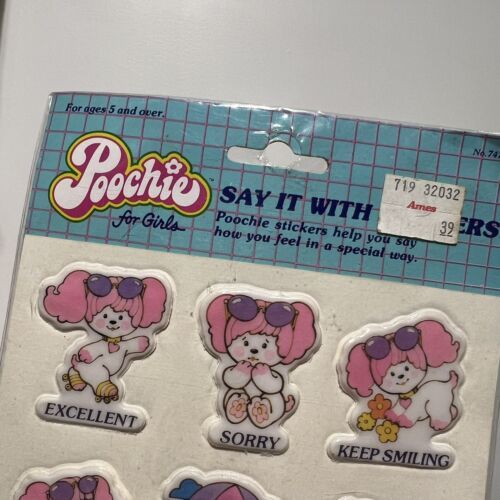 For ages 5 and over.
No. 74
Poochie™
for Girls
SAY IT WITH ERS
719 32032
Ames
39
Poochie stickers help you say
how you feel in a special way.
EXCELLENT
SORRY
KEEP SMILING